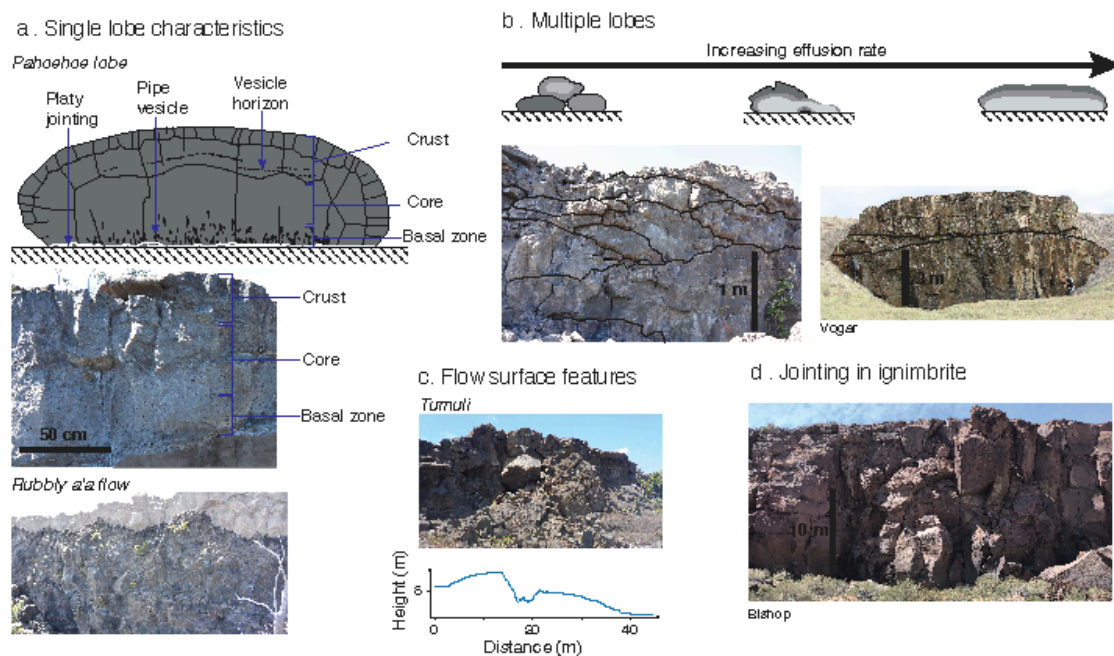 a . Single lobe characteristics
Pahoehoe lobe
Platy
jointing
Pipe
vesicle
Vesicle
horizon
Crust
Core
Basal zone
Crust
Core
Basal zone
50 cm
Rubbly a'a flow
b . Multiple lobes
Increasing effusion rate
1 m
3 m
Vogar
c. Flow surface features
Tumuli
Height (m)
6
0
20
40
Distance (m)
d . Jointing in ignimbrite
10 m
Bishop